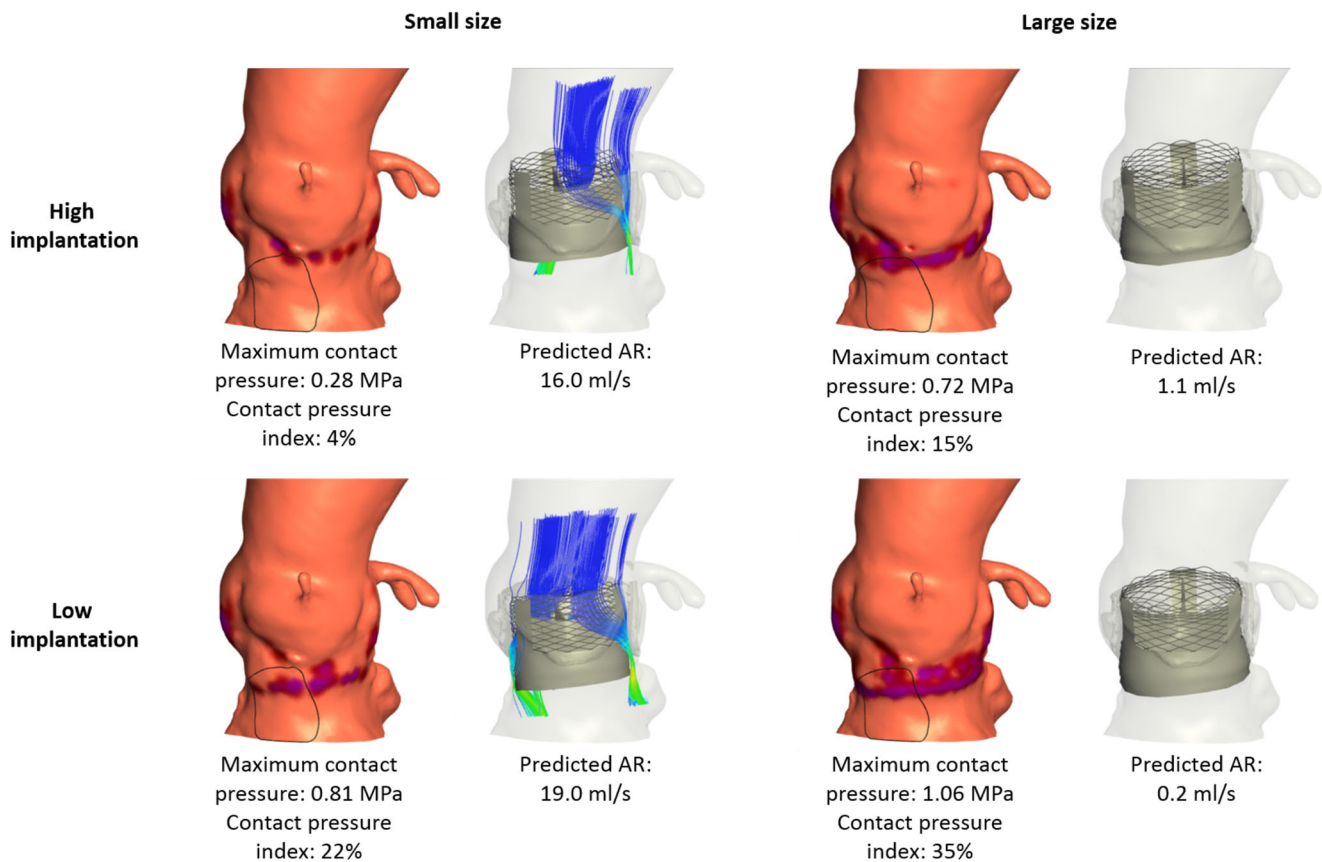 Small size
Large size
High
implantation
Maximum contact
pressure: 0.28 MPa
Contact pressure
index: 4%
Predicted AR:
16.0 ml/s
Maximum contact
pressure: 0.72 MPa
Contact pressure
index: 15%
Predicted AR:
1.1 ml/s
Low
implantation
Maximum contact
pressure: 0.81 MPa
Contact pressure
index: 22%
Predicted AR:
19.0 ml/s
Maximum contact
pressure: 1.06 MPa
Contact pressure
index: 35%
Predicted AR:
0.2 ml/s